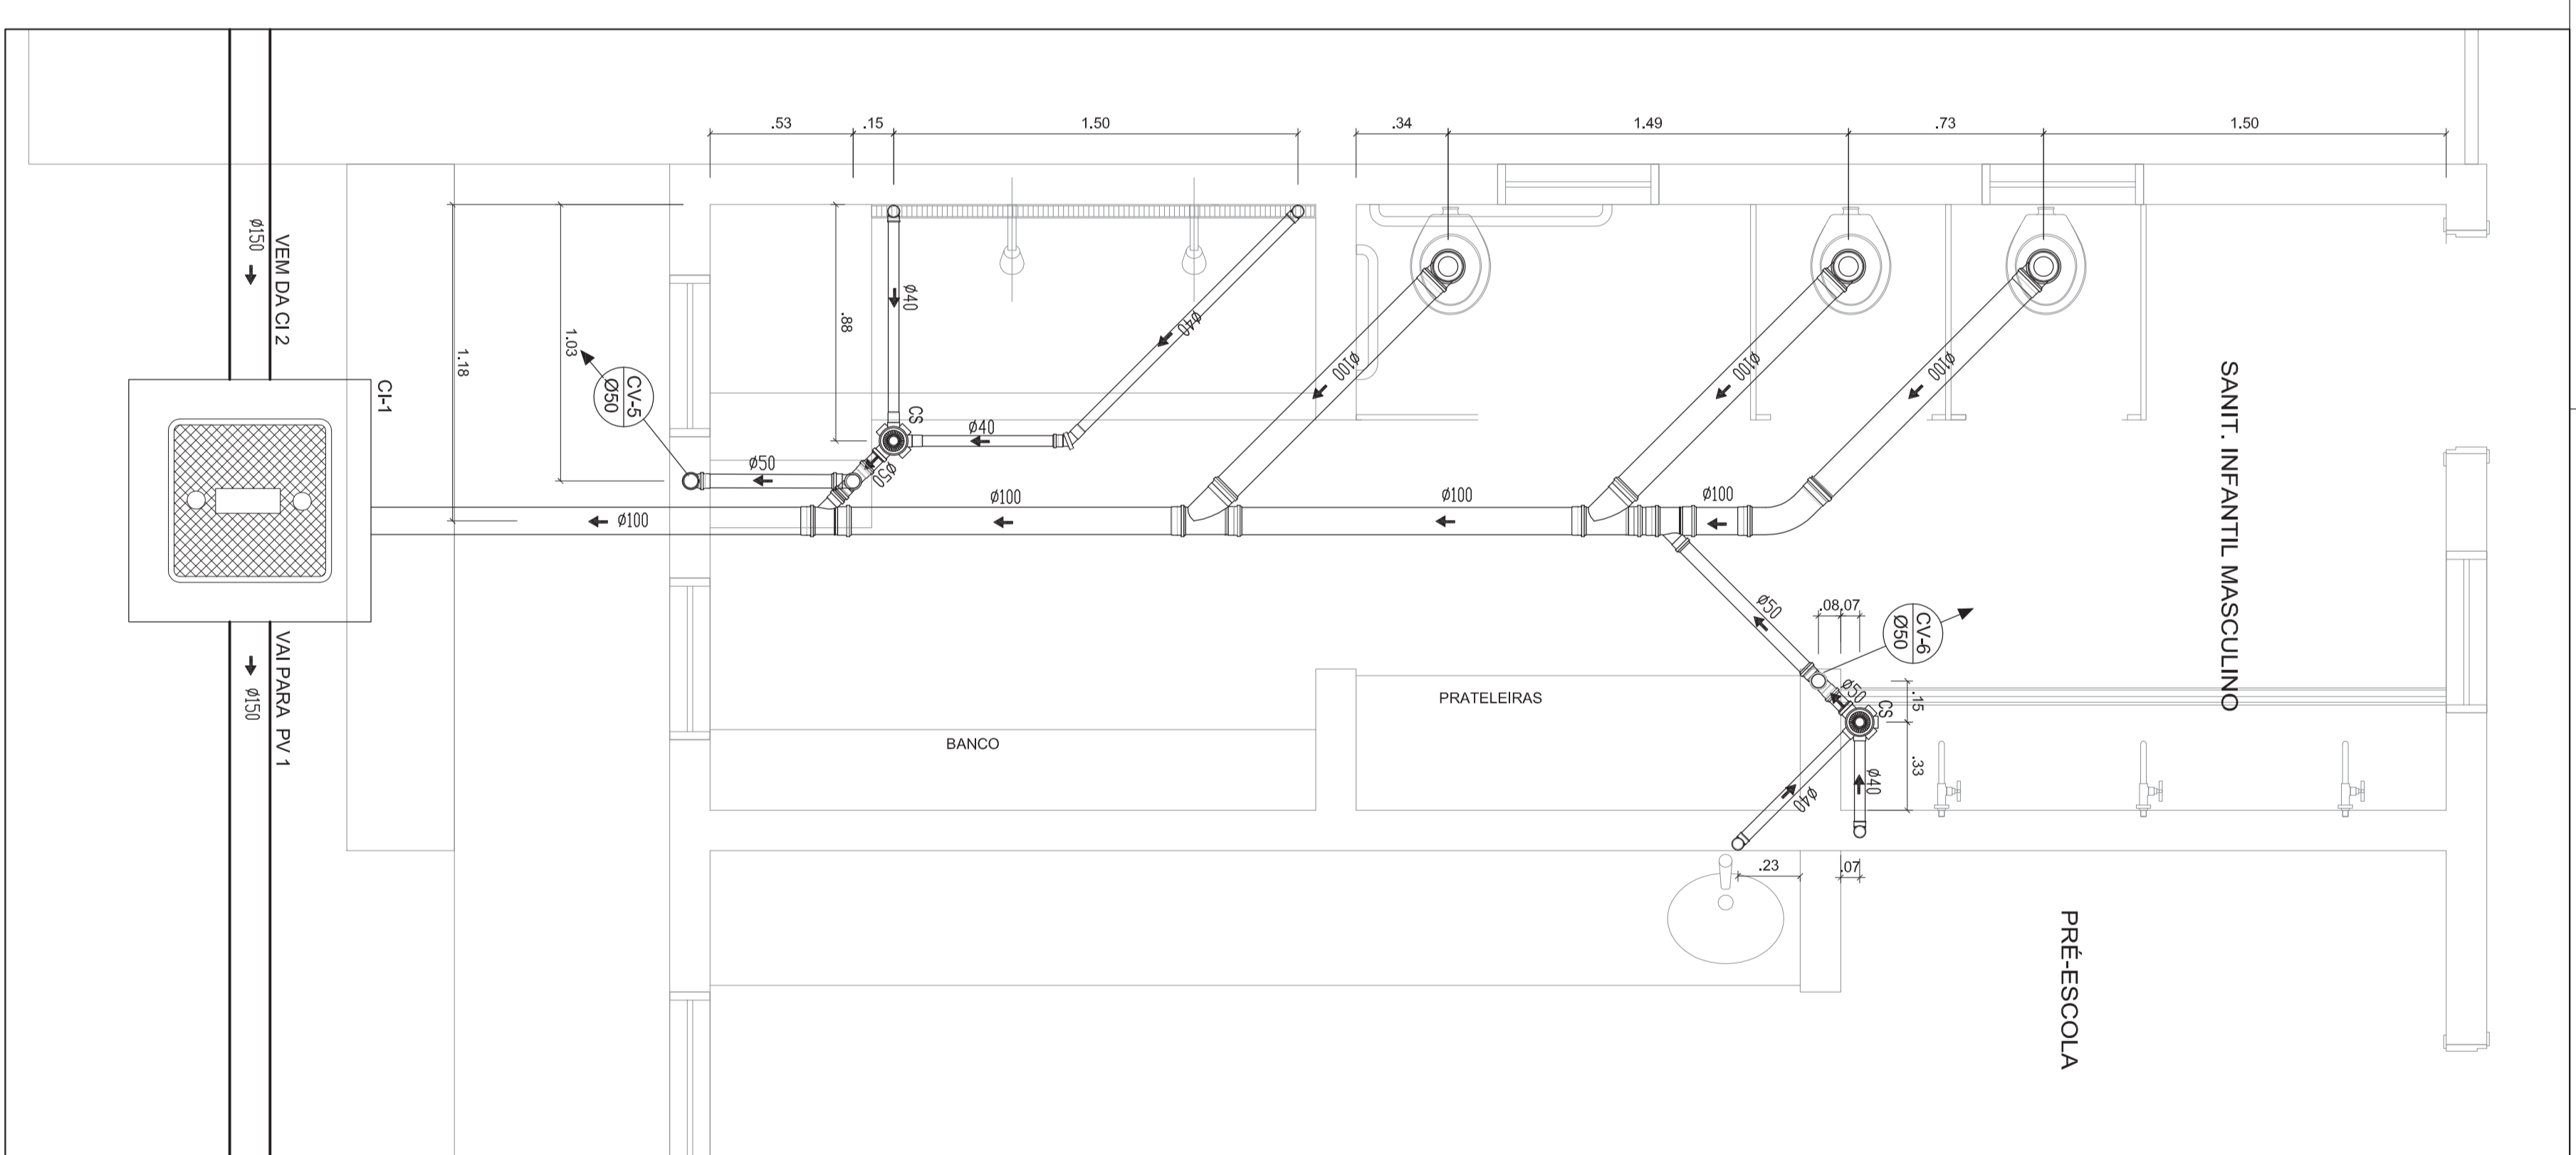 .53
.15
1.50
.34
1.49
.73
1.50
Ø150
VEM DA CI 2
CI-1
1.18
1.03
CV-5
Ø50
.88
Ø40
Ø40
CS
Ø40
Ø50
Ø50
Ø100
Ø100
Ø100
Ø100
Ø100
Ø100
Ø100
SANIT. INFANTIL MASCULINO
Ø50
.08
.07
CV-6
Ø50
Ø50
CS
.15
.33
Ø40
Ø40
PRATELEIRAS
BANCO
VAI PARA PV 1
Ø150
.23
.07
PRÉ-ESCOLA